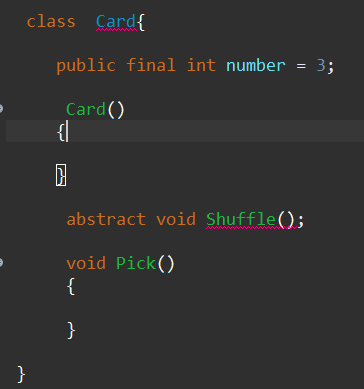 class Card{
public final int number = 3;
Card()
{
}
abstract void Shuffle();
void Pick()
{
}
}